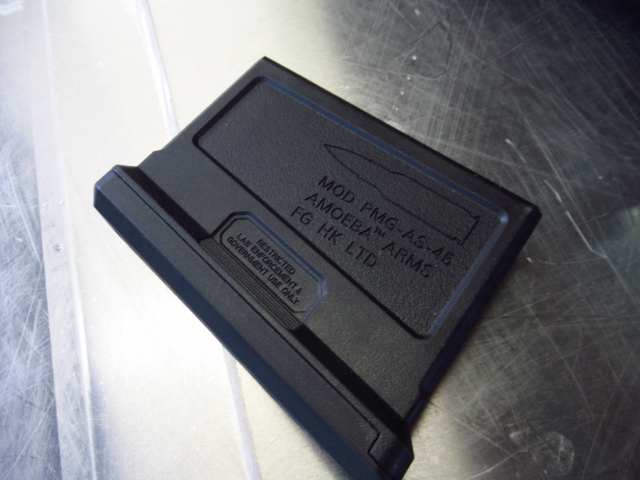 MOD PMG-AS-46
AMOEBA™ ARMS
FG HK LTD
RESTRICTED
LAW ENFORCEMENT &
GOVERNMENT USE ONLY